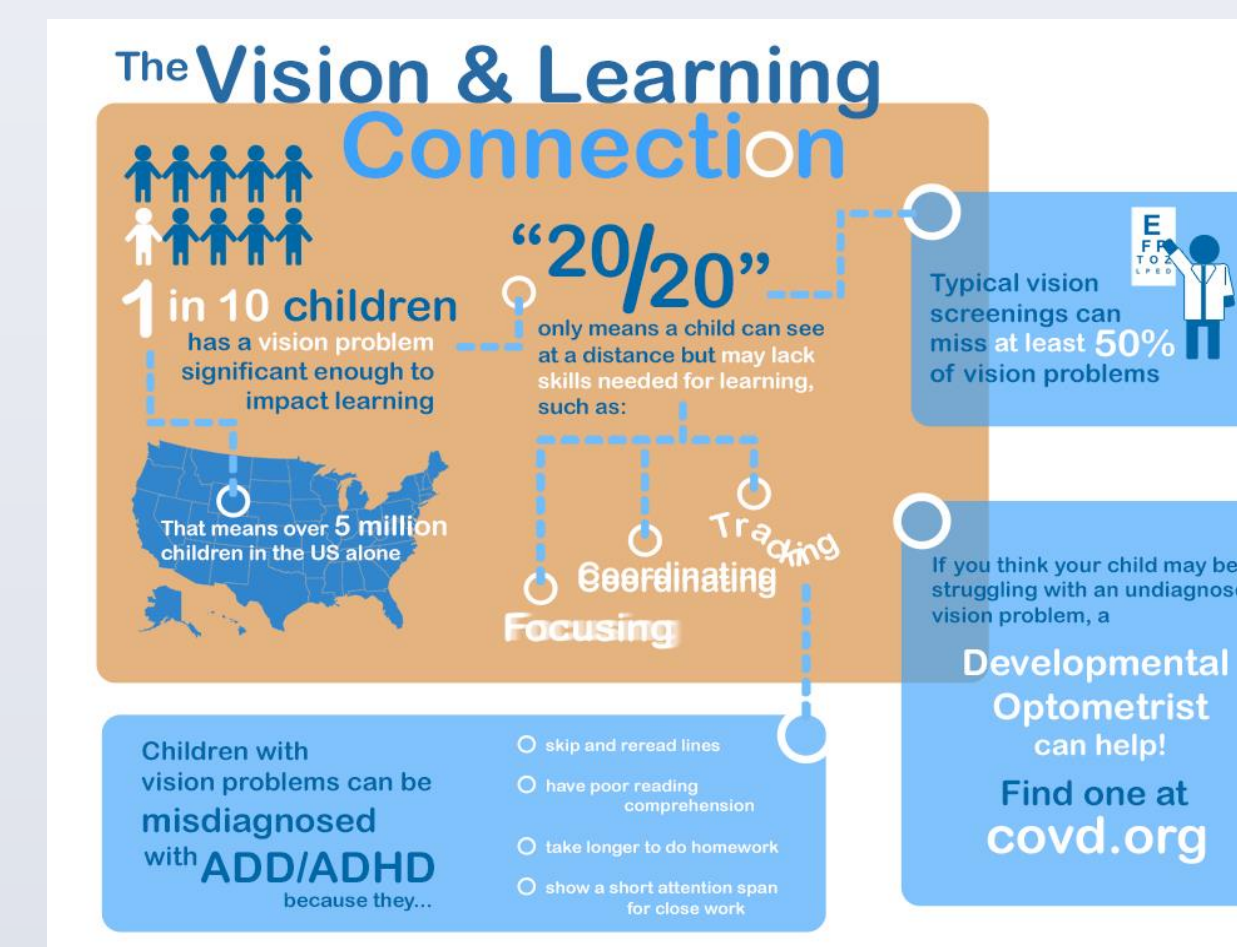 The Vision & Learning
Connection
1 in 10 children
has a vision problem
significant enough to
impact learning
That means over 5 million
children in the US alone
“20/20”
only means a child can see
at a distance but may lack
skills needed for learning,
such as:
Focusing
Coordinating
Tracking
E
F P
T O Z
L P E D
Typical vision
screenings can
miss at least 50%
of vision problems
If you think your child may be
struggling with an
vision problem, a
Developmental
Optometrist
can help!
Find one at
covd.org
Children with
vision problems can be
misdiagnosed
with ADD/ADHD
because they...
skip and reread lines
have poor reading
comprehension
take longer to do homework
show a short attention span
for close work